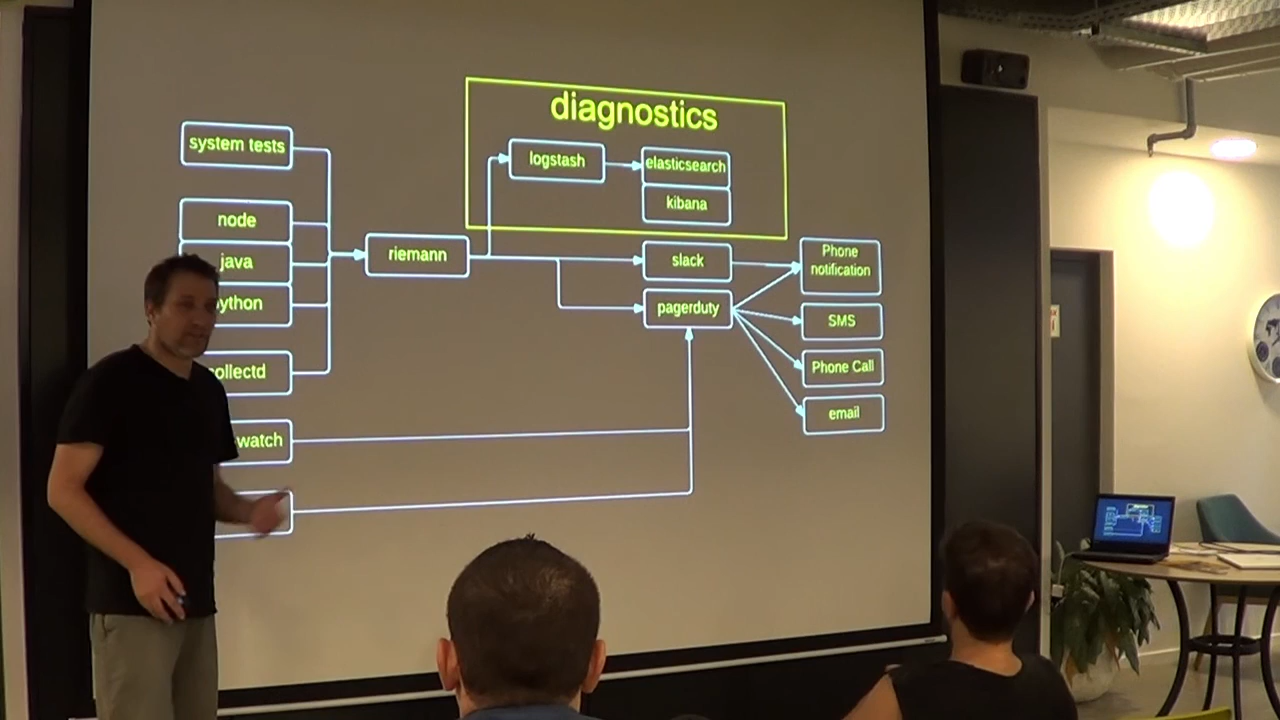 diagnostics
system tests
logstash
elasticsearch
kibana
node
java
ython
ollectd
watch
riemann
slack
pagerduty
Phone
notification
SMS
Phone Call
email